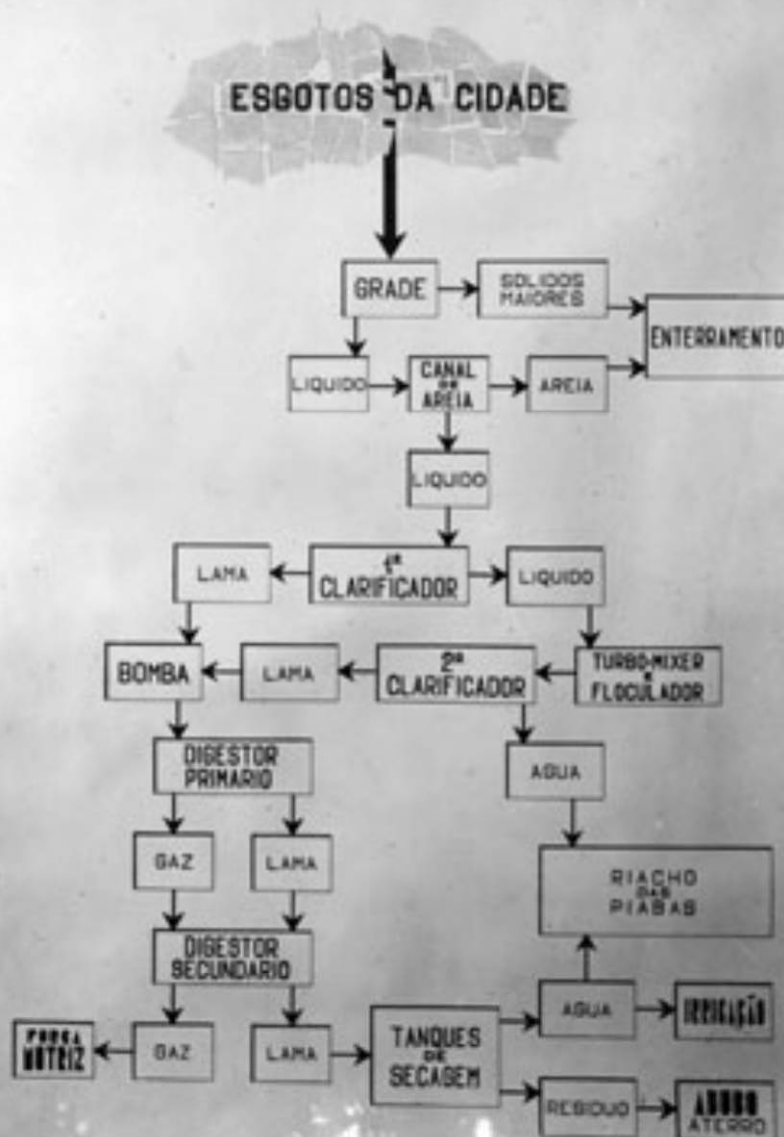 ESGOTOS DA CIDADE
GRADE
SOLIDOS
MAIORES
ENTERRAMENTO
LIQUIDO
CANAL
DE
AREIA
AREIA
LIQUIDO
LAMA
1º
CLARIFICADOR
LIQUIDO
BOMBA
LAMA
2º
CLARIFICADOR
TURBO-MIXER
E
FLOCULADOR
DIGESTOR
PRIMARIO
AGUA
GAZ
LAMA
RIACHO
DAS
PIABAS
DIGESTOR
SECUNDÁRIO
AGUA
IRRIGAÇÃO
FORÇA
MOTRIZ
GAZ
LAMA
TANQUES
DE
SECAGEM
RESIDUO
ADUBO
ATERRO